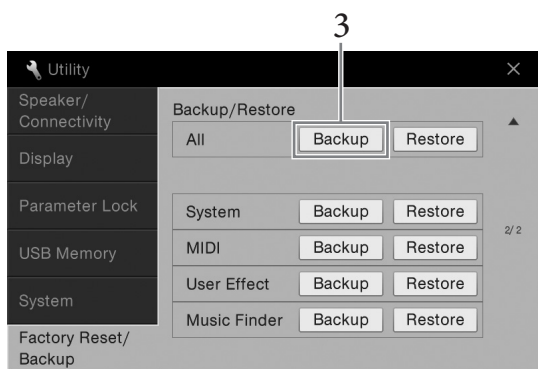 3
Utility
Speaker/
Connectivity
Display
Parameter Lock
USB Memory
System
Factory Reset/
Backup
Backup/Restore
All Backup Restore
System Backup Restore
MIDI Backup Restore
User Effect Backup Restore
Music Finder Backup Restore
2/2